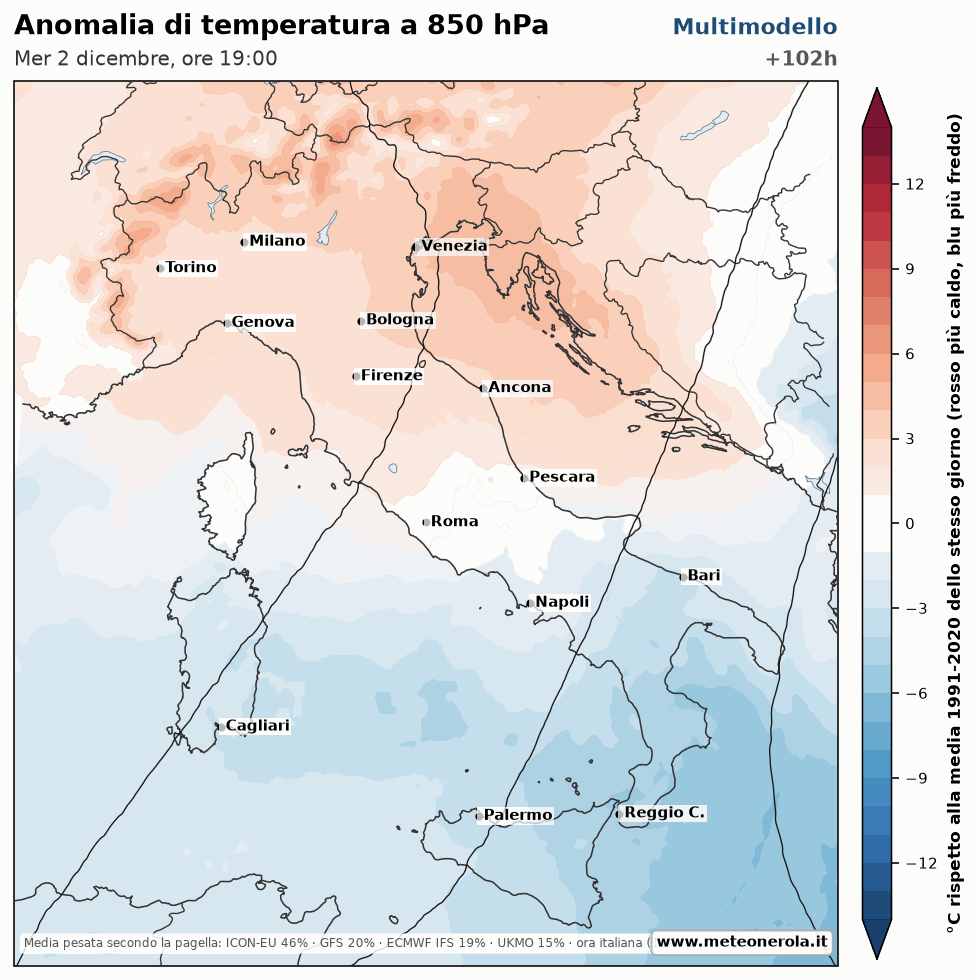 Anomalia di temperatura a 850 hPa
Multimodello
Mer 2 dicembre, ore 19:00
+102h
Milano
Venezia
Torino
Genova
Bologna
Firenze
Ancona
Pescara
Roma
Bari
Napoli
Cagliari
Palermo
Reggio C.
12
9
6
3
0
−3
−6
−9
−12
°C rispetto alla media 1991-2020 dello stesso giorno (rosso più caldo, blu più freddo)
Media pesata secondo la pagella: ICON-EU 46% · GFS 20% · ECMWF IFS 19% · UKMO 15% · ora italiana (
www.meteonerola.it